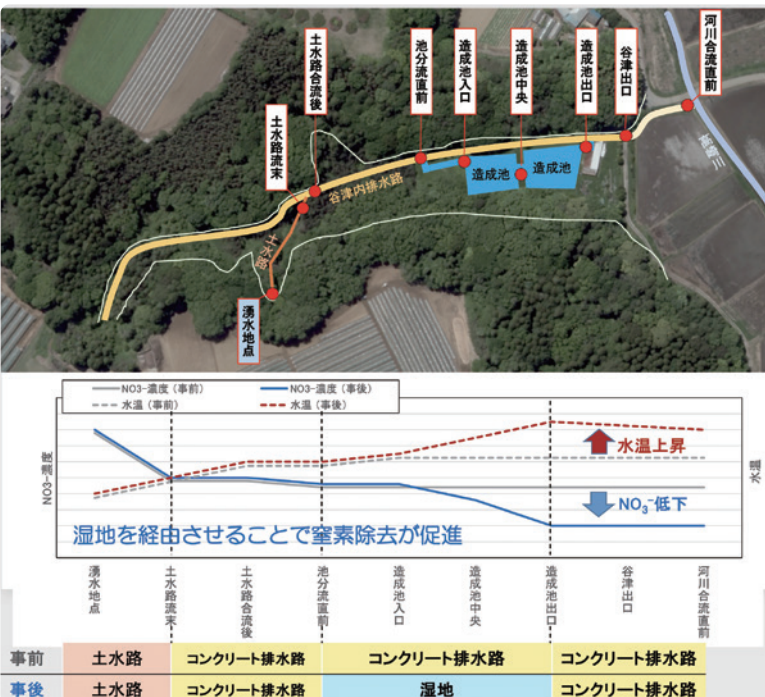 河川合流直前
谷津出口
造成池出口
造成池中央
造成池入口
池分流直前
土水路合流後
土水路流末
谷津内排水路
造成池
造成池
高崎川
土水路
湧水地点
NO3-濃度(事前)
NO3-濃度(事後)
水温(事前)
水温(事後)
NO3-濃度
水温
水温上昇
NO₃⁻低下
湿地を経由させることで窒素除去が促進
湧水地点
土水路流末
土水路合流後
池分流直前
造成池入口
造成池中央
造成池出口
谷津出口
河川合流直前
事前 土水路 コンクリート排水路 コンクリート排水路 コンクリート排水路
事後 土水路 コンクリート排水路 湿地 コンクリート排水路